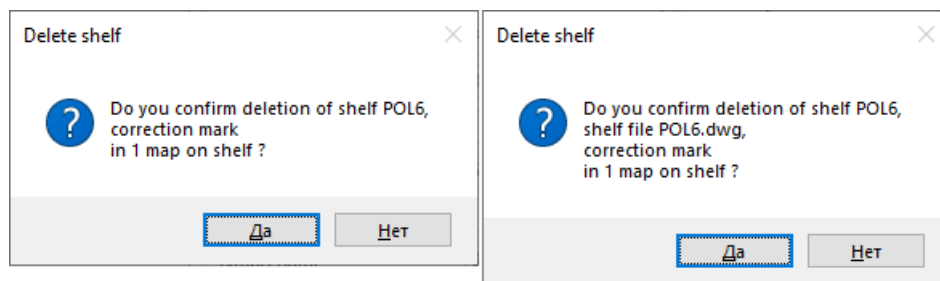 Delete shelf
Do you confirm deletion of shelf POL6,
correction mark
in 1 map on shelf ?
Да
Нет
Delete shelf
Do you confirm deletion of shelf POL6,
shelf file POL6.dwg,
correction mark
in 1 map on shelf ?
Да
Нет